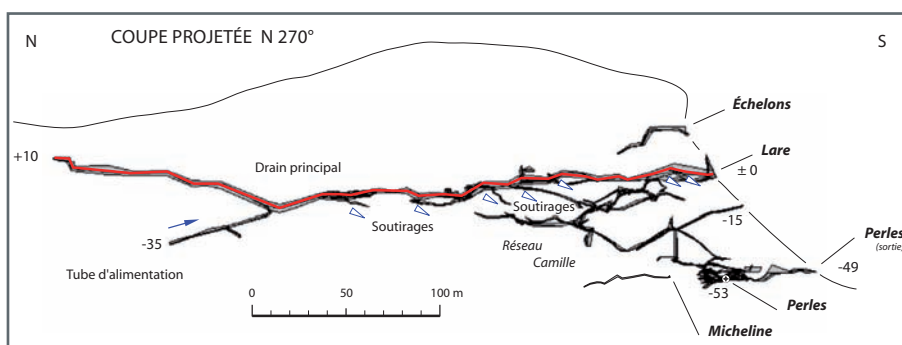 N
COUPE PROJETÉE N 270°
S
Échelons
+10
Drain principal
Lare
± 0
Soutirages
-15
Soutirages
-35
Réseau
Camille
Perles
(sortie)
-49
Tube d'alimentation
-53
Perles
0 50 100 m
Micheline